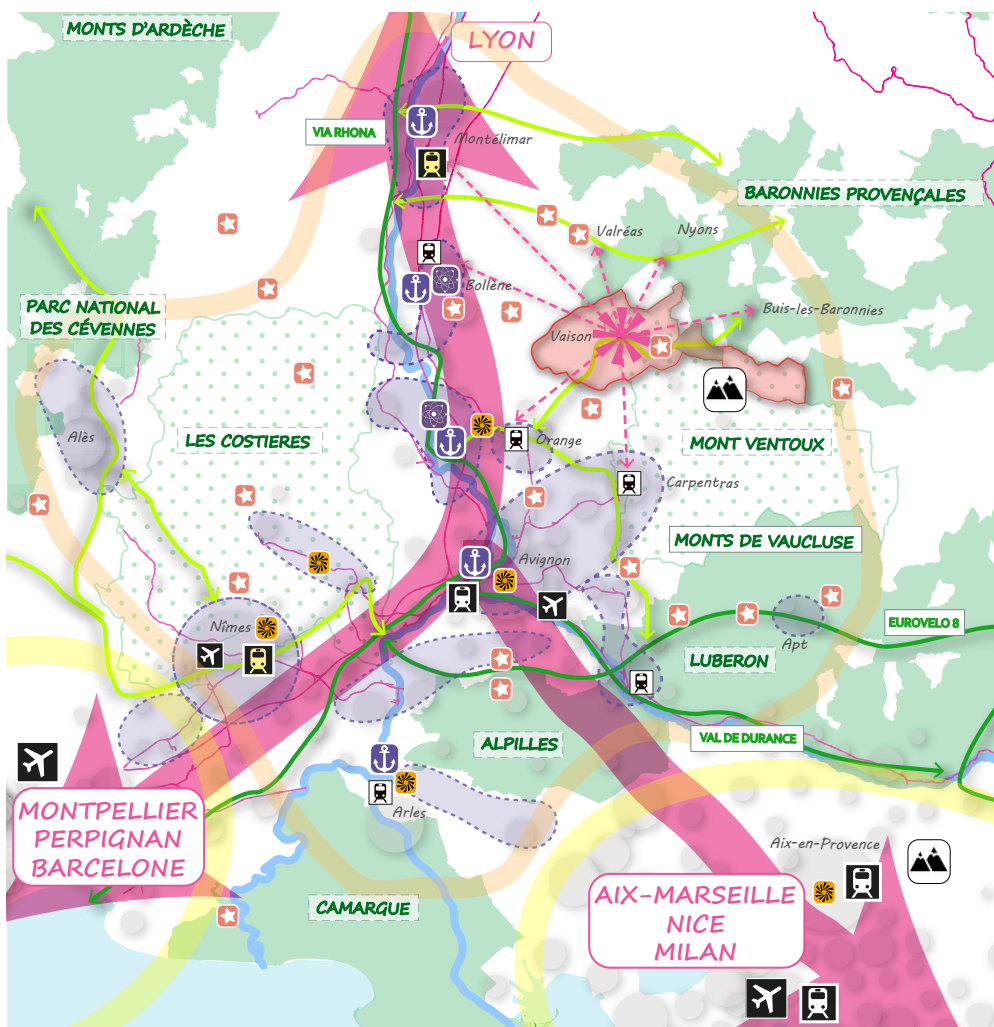 MONTS D'ARDÈCHE
LYON
VIA RHONA
Montélimar
BARONNIES PROVENÇALES
Valréas
Nyons
Bollène
PARC NATIONAL
DES CÉVENNES
Buis-les-Baronnies
Vaison
Alès
LES COSTIERES
Orange
MONT VENTOUX
Carpentras
MONTS DE VAUCLUSE
Avignon
Nîmes
EUROVELO 8
Apt
LUBERON
VAL DE DURANCE
ALPILLES
MONTPELLIER
PERPIGNAN
BARCELONE
Arles
Aix-en-Provence
AIX-MARSEILLE
NICE
MILAN
CAMARGUE